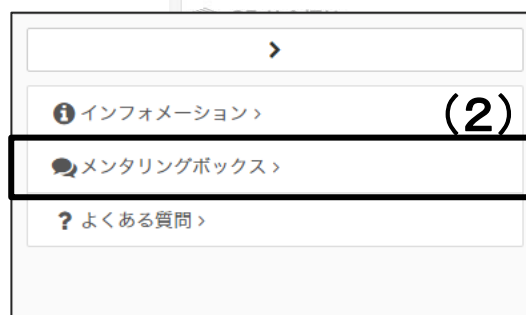 >
インフォメーション >
(2)
メンタリングボックス >
? よくある質問 >